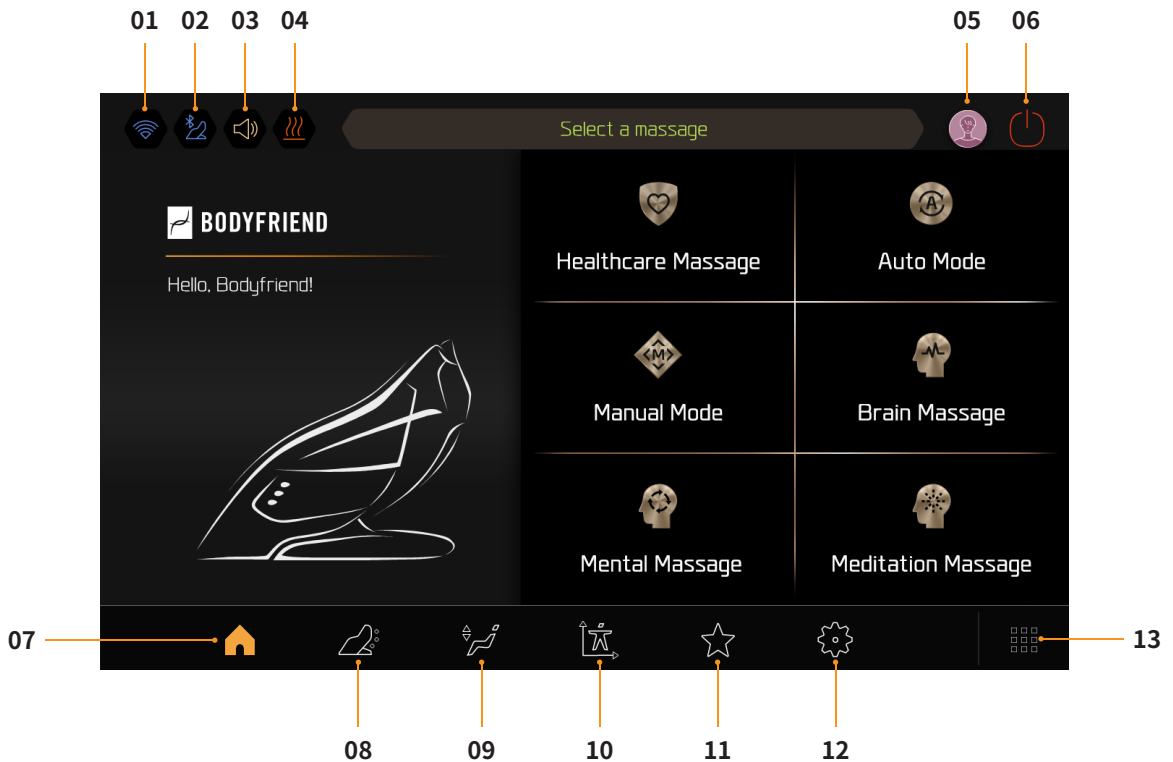 01 02 03 04 05 06
Select a massage
BODYFRIEND
Hello, Bodyfriend!
Healthcare Massage
A
Auto Mode
M
Manual Mode
Brain Massage
Mental Massage
Meditation Massage
07
13
08 09 10 11 12